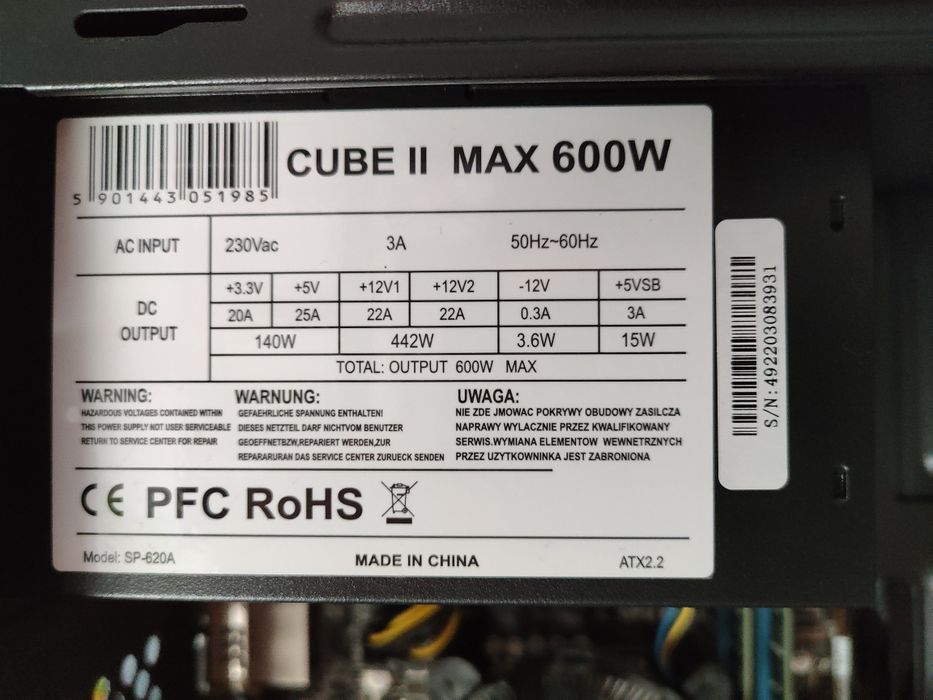 CUBE II MAX 600W
5 901443 051985
AC INPUT 230Vac 3A 50Hz~60Hz
DC OUTPUT
+3.3V +5V +12V1 +12V2 -12V +5VSB
20A 25A 22A 22A 0.3A 3A
140W 442W 3.6W 15W
TOTAL: OUTPUT 600W MAX
WARNING:
HAZARDOUS VOLTAGES CONTAINED WITHIN
THIS POWER SUPPLY NOT USER SERVICEABLE
RETURN TO SERVICE CENTER FOR REPAIR
WARNUNG:
GEFAEHRLICHE SPANNUNG ENTHALTEN!
DIESES NETZTEIL DARF NICHTVOM BENUTZER
GEOEFFNETBZW,REPARIERT WERDEN,ZUR
REPARARURAN DAS SERVICE CENTER ZURUECK SENDEN
UWAGA:
NIE ZDE JMOWAC POKRYWY OBUDOWY ZASILCZA
NAPRAWY WYLACZNIE PRZEZ KWALIFIKOWANY
SERWIS.WYMIANA ELEMENTOW WEWNETRZNYCH
PRZEZ UZYTKOWNINKA JEST ZABRONIONA
CE PFC RoHS
Model: SP-620A MADE IN CHINA ATX2.2
S/N:492203083931